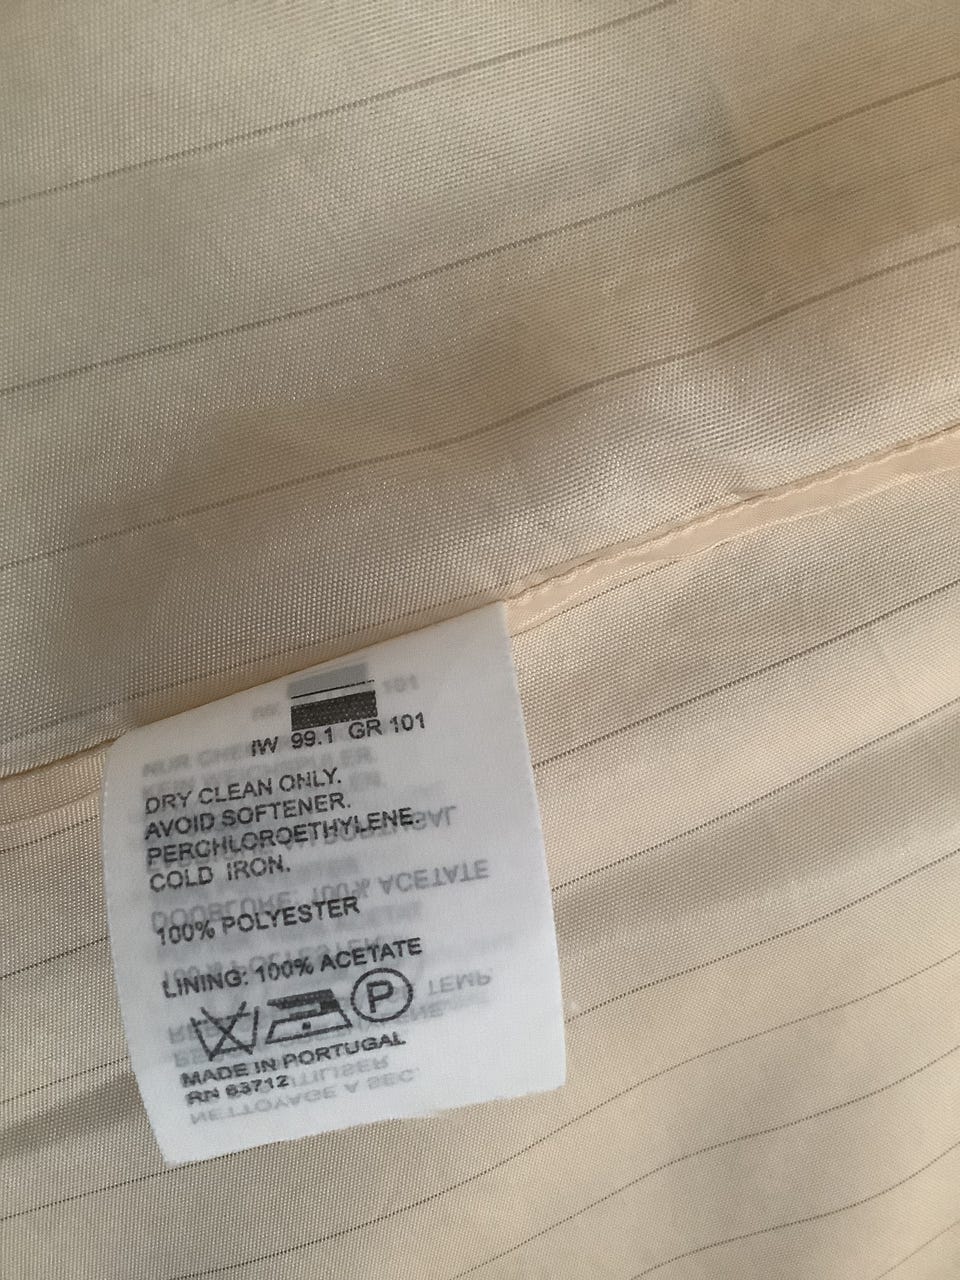 IW 99.1 GR 101
DRY CLEAN ONLY.
AVOID SOFTENER.
PERCHLOROETHYLENE.
COLD IRON.
100% POLYESTER
LINING: 100% ACETATE
P
MADE IN PORTUGAL
RN 63712